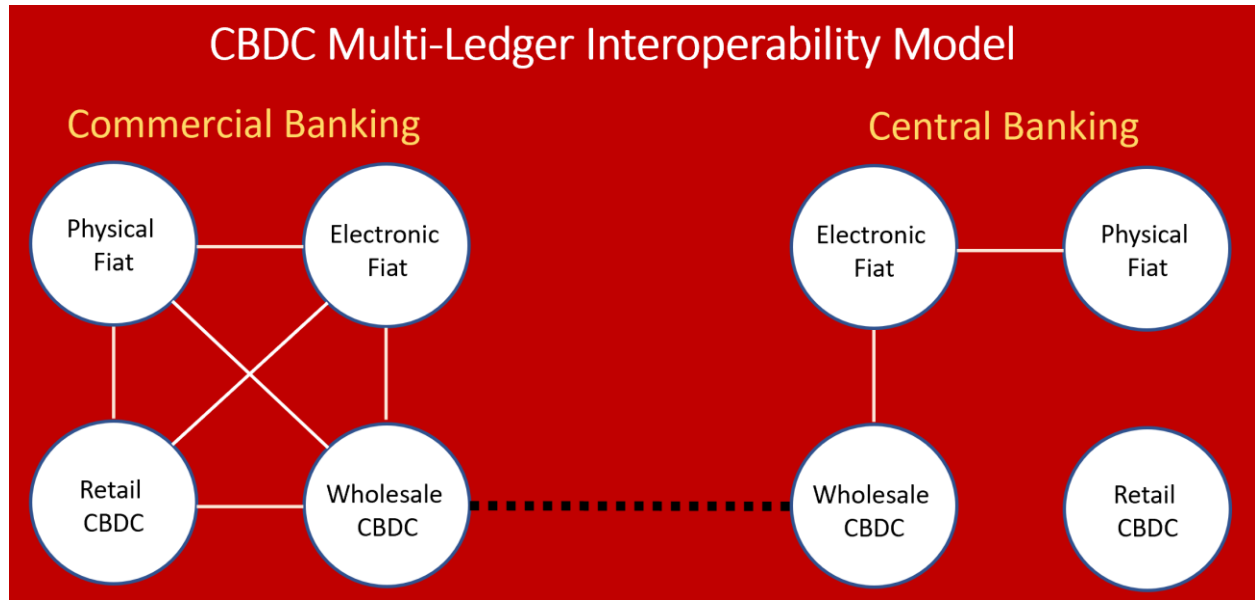 CBDC Multi-Ledger Interoperability Model
Commercial Banking
Central Banking
Physical
Fiat
Electronic
Fiat
Electronic
Fiat
Physical
Fiat
Retail
CBDC
Wholesale
CBDC
Wholesale
CBDC
Retail
CBDC